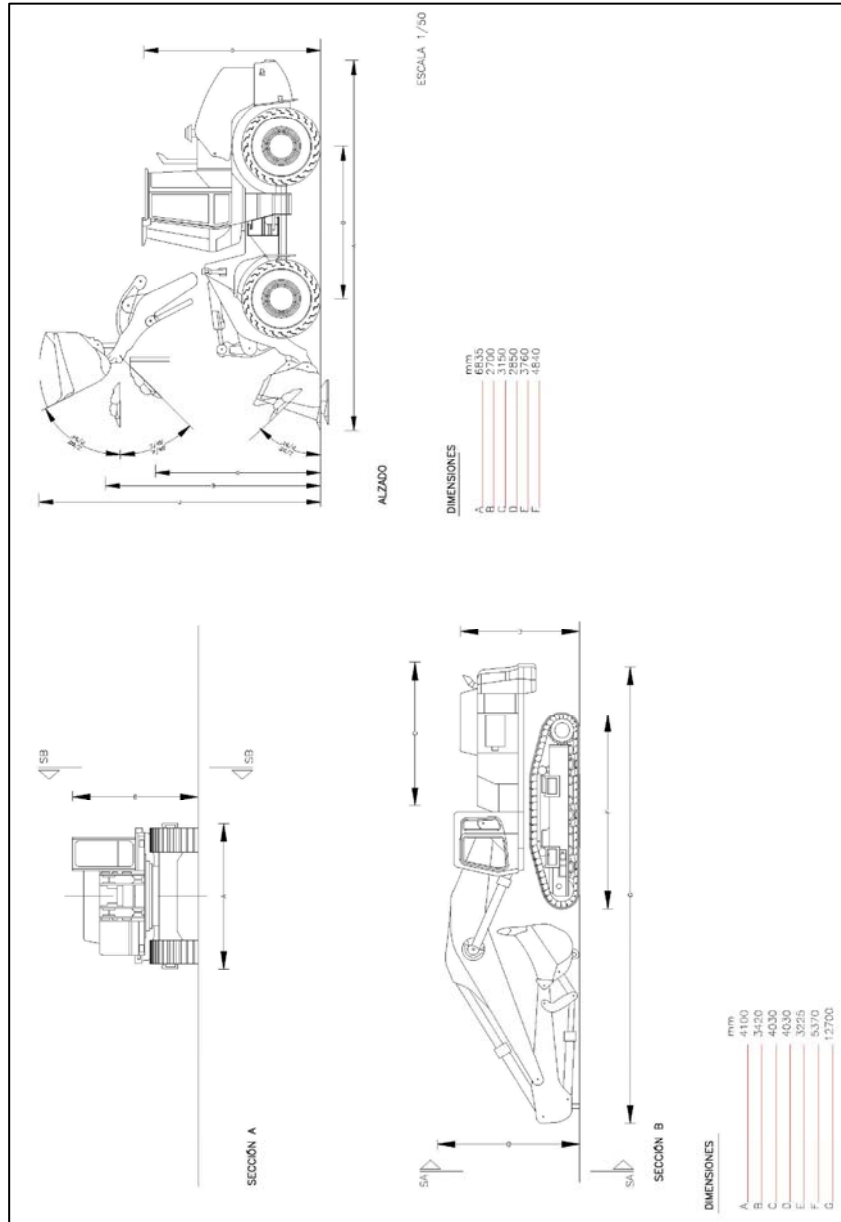 SB
SB
SECCIÓN A
SA
SA
SECCIÓN B
DIMENSIONES
mm
A 4100
B 3420
C 4030
D 4030
E 3225
F 5370
G 12700
ALZADO
ESCALA 1/50
DIMENSIONES
mm
A 6835
B 2700
C 3150
D 2850
E 3760
F 4840